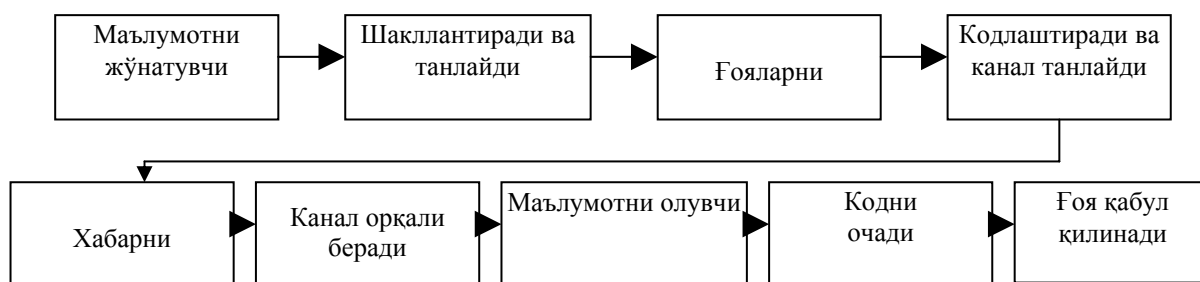 Маълумотни
жўнатувчи
Шакллантиради ва
танлайди
Ғояларни
Кодлаштиради ва
канал танлайди
Хабарни
Канал орқали
беради
Маълумотни олувчи
Кодни
очади
Ғоя қабул
қилинади